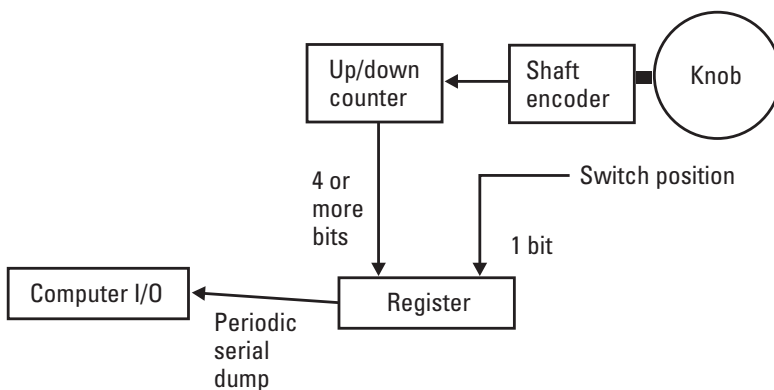 Up/down
counter
Shaft
encoder
Knob
4 or
more
bits
Switch position
1 bit
Computer I/O
Register
Periodic
serial
dump